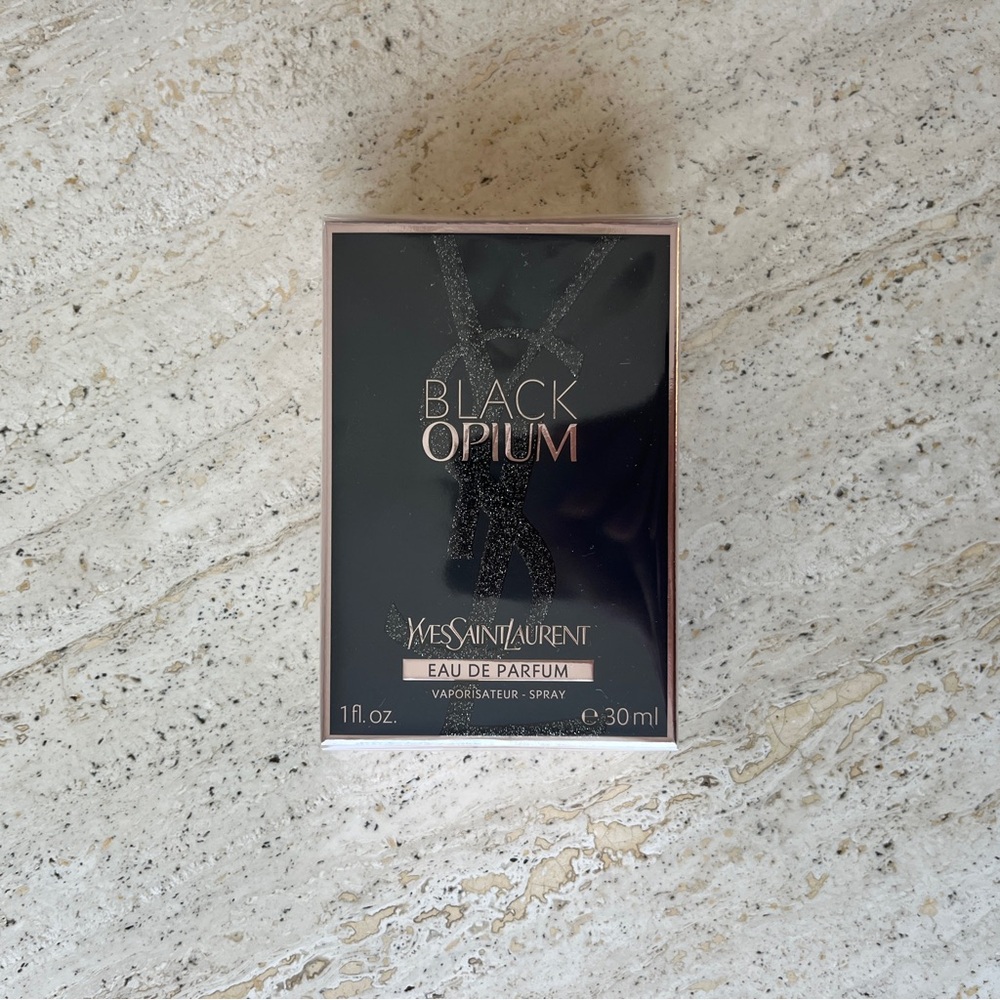 BLACK
OPIUM
YVESSAINTLAURENT
EAU DE PARFUM
VAPORISATEUR - SPRAY
1 fl. oz. ℮ 30 ml